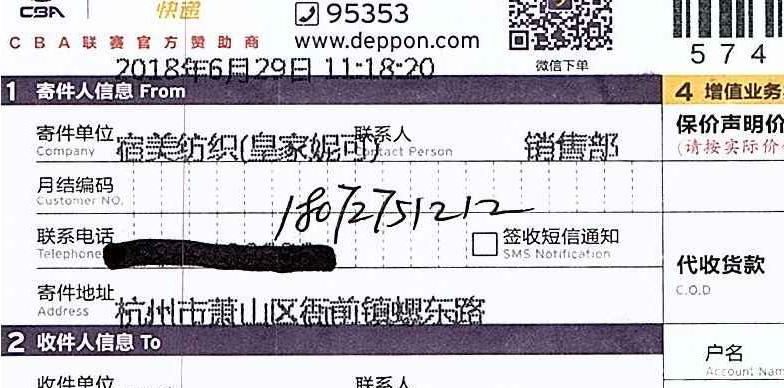 CBA 快递 95353
CBA联赛官方赞助商 www.deppon.com 微信下单 574
2018年6月29日 11:18:20
1 寄件人信息 From 4 增值业务
寄件单位 宿美纺织(皇家妮可) 联系人 销售部 保价声明价
Company Contact Person (请按实际价
月结编码
Customer NO.
18072751212
联系电话 签收短信通知
Telephone SMS Notification 代收货款
寄件地址 杭州市萧山区衙前镇螺东路 C.O.D
Address
2 收件人信息 To 户名
收件单位 联系人 Account Nam